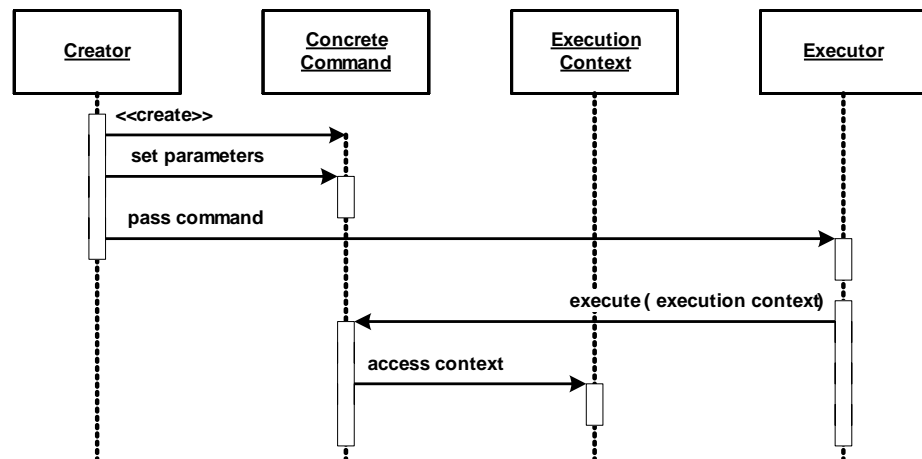 Creator
Concrete
Command
Execution
Context
Executor
<<create>>
set parameters
pass command
execute ( execution context)
access context